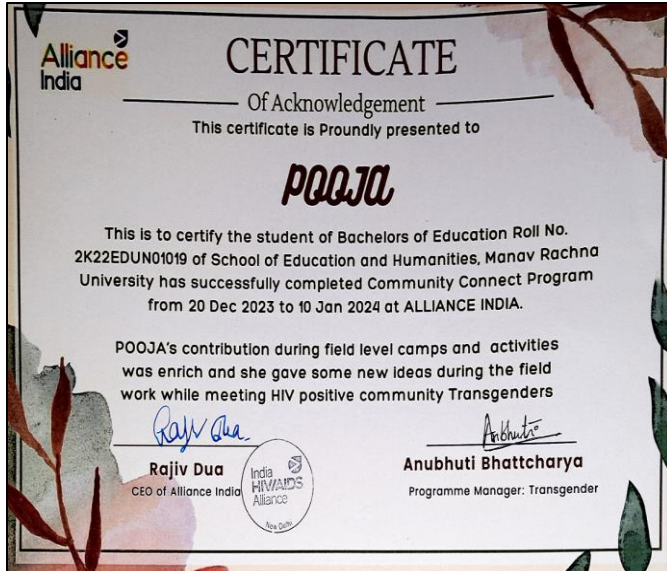 Alliance
India
CERTIFICATE
Of Acknowledgement
This certificate is Proudly presented to
POOJA
This is to certify the student of Bachelors of Education Roll No.
2K22EDUN01019 of School of Education and Humanities, Manav Rachna
University has successfully completed Community Connect Program
from 20 Dec 2023 to 10 Jan 2024 at ALLIANCE INDIA.
POOJA's contribution during field level camps and activities
was enrich and she gave some new ideas during the field
work while meeting HIV positive community Transgenders
Rajiv Dua
Anubhuti
Rajiv Dua
CEO of Alliance India
India
HIV/AIDS
Alliance
New Delhi
Anubhuti Bhattcharya
Programme Manager: Transgender